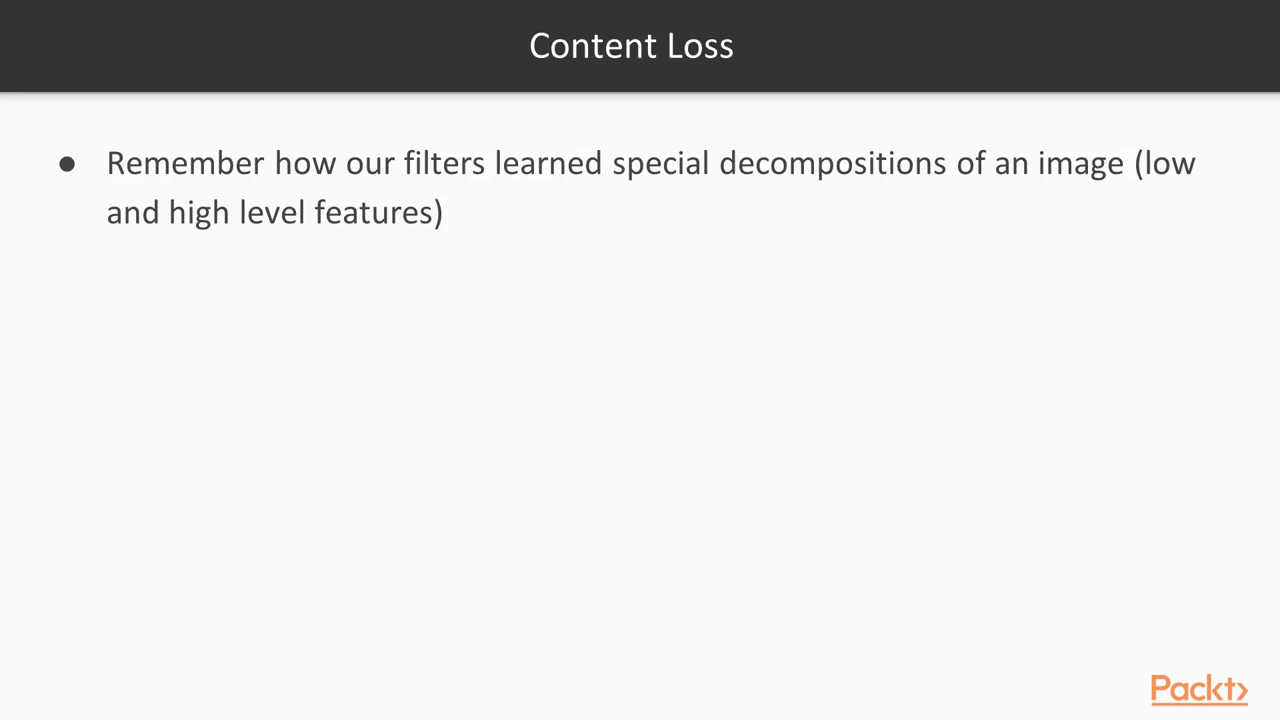 Content Loss
● Remember how our filters learned special decompositions of an image (low
and high level features)
Packt>